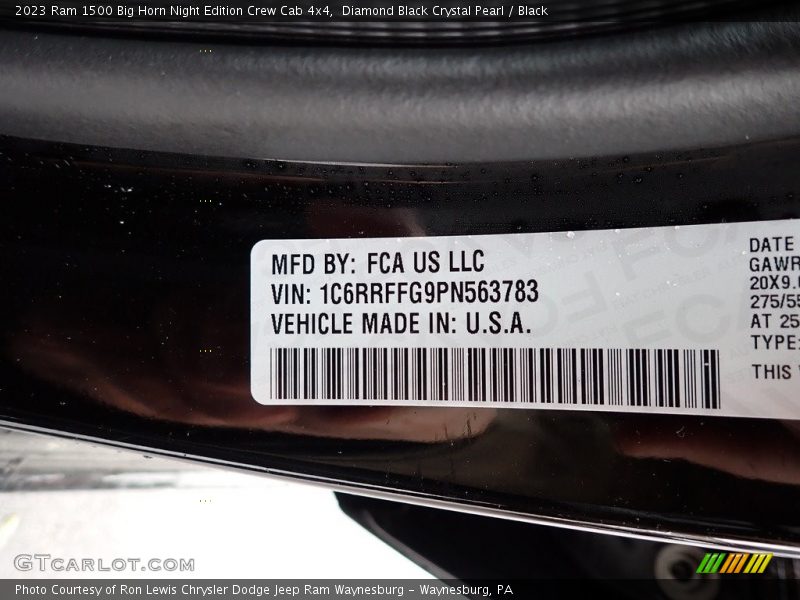 2023 Ram 1500 Big Horn Night Edition Crew Cab 4x4,  Diamond Black Crystal Pearl / Black
MFD BY: FCA US LLC
VIN: 1C6RRFFG9PN563783
VEHICLE MADE IN: U.S.A.
DATE
GAWR
20X9.
275/55
AT 25
TYPE:
THIS
GTCARLOT.COM
Photo Courtesy of Ron Lewis Chrysler Dodge Jeep Ram Waynesburg - Waynesburg, PA